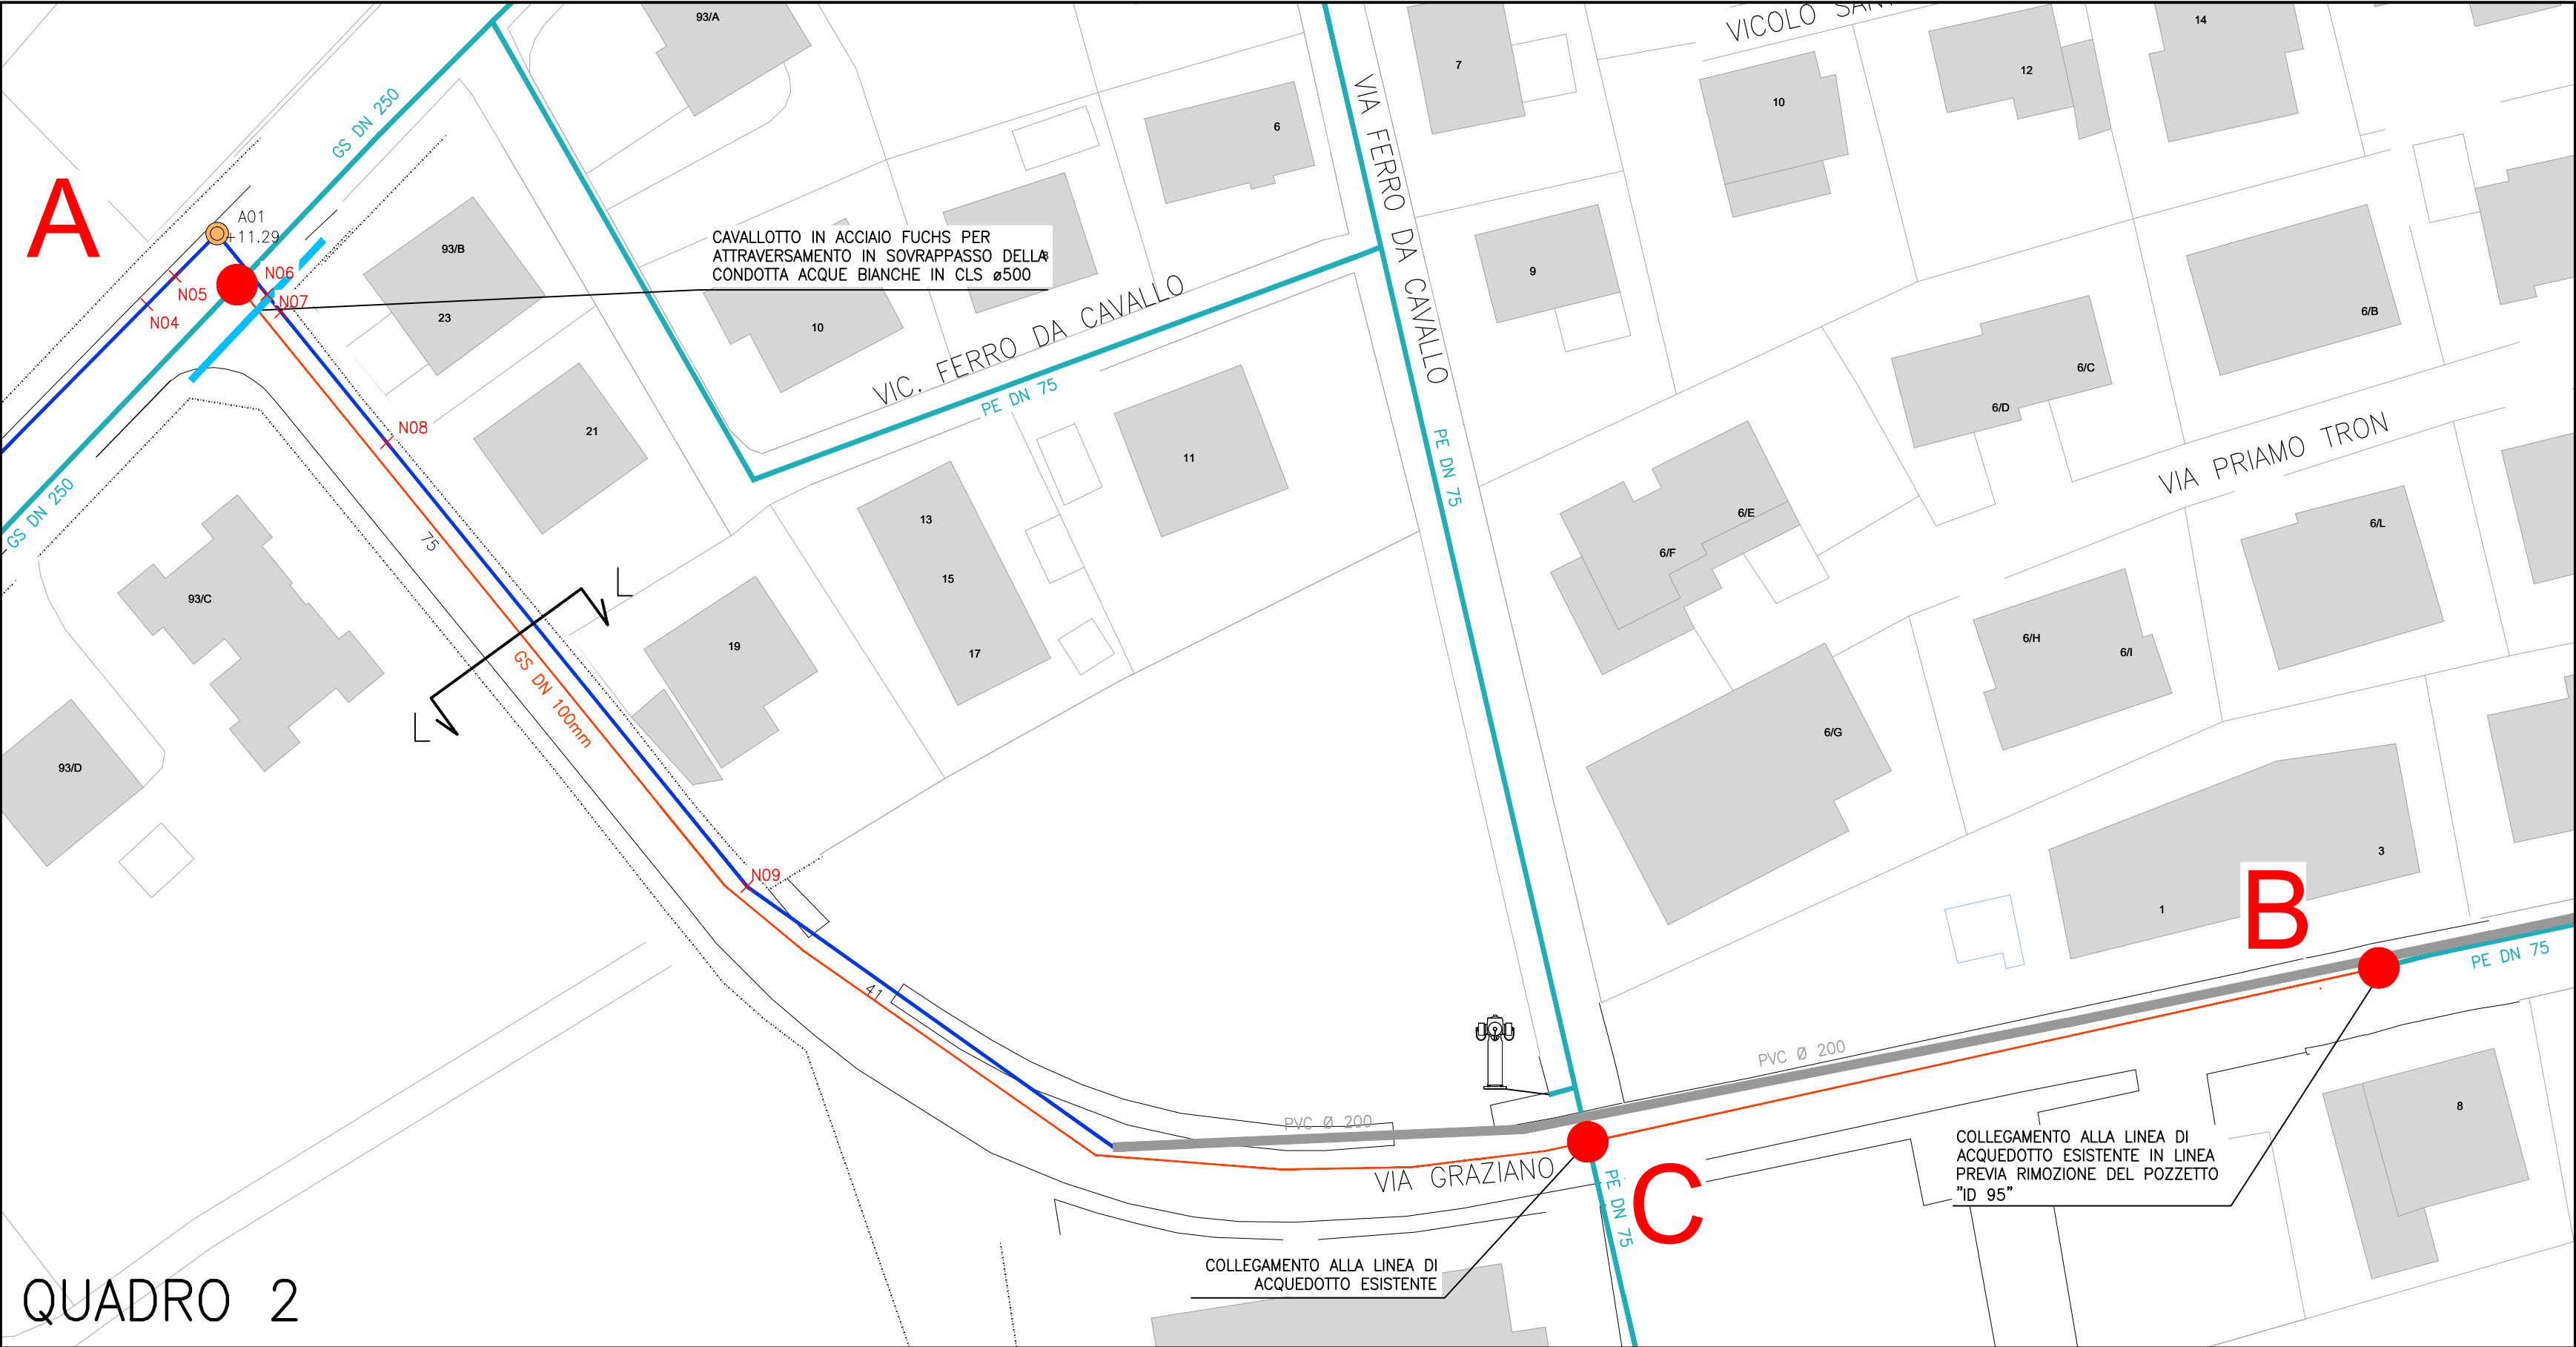 93/A
VICOLO
14
7
12
10
GS DN 250
6
A
A01
+11.29
93/B
CAVALLOTTO IN ACCIAIO FUCHS PER
ATTRAVERSAMENTO IN SOVRAPPASSO DELLA
CONDOTTA ACQUE BIANCHE IN CLS ø500
8
VIA FERRO DA CAVALLO
9
N06
N05
N07
N04
23
10
6/B
VIC. FERRO DA CAVALLO
6/C
PE DN 75
6/D
N08
21
11
VIA PRIAMO TRON
PE DN 75
GS DN 250
13
6/E
6/L
75
6/F
15
L
93/C
19
17
6/H
6/I
GS DN 100mm
L
6/G
93/D
3
N09
1
B
PE DN 75
41
PVC Ø 200
PVC Ø 200
8
VIA GRAZIANO
C
PE DN 75
COLLEGAMENTO ALLA LINEA DI
ACQUEDOTTO ESISTENTE IN LINEA
PREVIA RIMOZIONE DEL POZZETTO
"ID 95"
COLLEGAMENTO ALLA LINEA DI
ACQUEDOTTO ESISTENTE
QUADRO 2